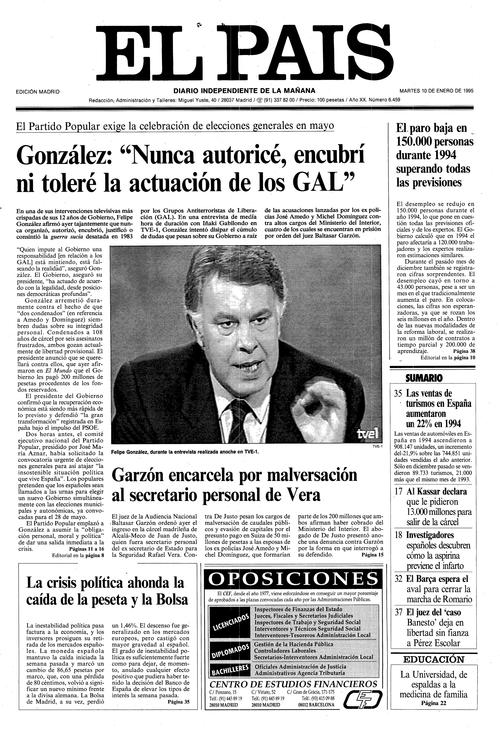 EL PAIS
EDICIÓN MADRID
DIARIO INDEPENDIENTE DE LA MAÑANA
MARTES 10 DE ENERO DE 1995
Redacción, Administración y Talleres: Miguel Yuste, 40 / 28037 Madrid / (91) 337 82 00 / Precio: 100 pesetas / Año XX. Número 6.459
El Partido Popular exige la celebración de elecciones generales en mayo
González: “Nunca autoricé, encubrí
ni toleré la actuación de los GAL”
En una de sus intervenciones televisivas más
crispadas de sus 12 años de Gobierno, Felipe
González afirmó ayer tajantemente que nunca
organizó, autorizó, encubrió, justificó o
consintió la guerra sucia desatada en 1983
por los Grupos Antiterroristas de Liberación
(GAL). En una entrevista de media
hora de duración con Iñaki Gabilondo en
TVE-1, González intentó disipar el cúmulo
de dudas que pesan sobre su Gobierno a raíz
de las acusaciones lanzadas por los ex policías
José Amedo y Michel Domínguez contra
altos cargos del Ministerio del Interior,
cuatro de los cuales se encuentran en prisión
por orden del juez Baltasar Garzón.
“Quien impute al Gobierno una
responsabilidad [en relación a los
GAL] está mintiendo, está faltando
a la realidad”, aseguró González.
El Gobierno, aseguró su
presidente, “ha actuado de acuerdo
con la legalidad, desde posiciones
democráticas profundas”.
González arremetió duramente
contra el hecho de que
“dos condenados” (en referencia
a Amedo y Domínguez) siembren
dudas sobre su integridad
personal. Condenados a 108
años de cárcel por seis asesinatos
frustrados, ambos gozan actualmente
de libertad provisional. El
presidente anunció que se querellará
contra ellos, que ayer afirmaron
en El Mundo que el Gobierno
les pagó 200 millones de
pesetas procedentes de los fondos
reservados.
El presidente del Gobierno
confirmó que la recuperación económica
está siendo más rápida de
lo previsto y defendió “la gran
transformación” registrada en España
bajo el impulso del PSOE.
Dos horas antes, el comité
ejecutivo nacional del Partido
Popular, presidido por José María
Aznar, había solicitado la
convocatoria urgente de elecciones
generales para así atajar “la
insostenible situación política que
vive España”. Los populares
pretenden que los españoles sean
llamados a las urnas para elegir
un nuevo Gobierno simultáneamente
con las elecciones municipales
y autonómicas, ya convocadas
para el 28 de mayo.
El Partido Popular emplazó
a González a asumir la “obligación
personal, moral y política”
de dar una salida inmediata a la
crisis.
Páginas 11 a 16
Editorial en la página 8
tve1
TVE-1
Felipe González, durante la entrevista realizada anoche en TVE-1.
Garzón encarcela por malversación
al secretario personal de Vera
El juez de la Audiencia Nacional
Baltasar Garzón ordenó ayer el
ingreso en la cárcel madrileña de
Alcalá-Meco de Juan de Justo,
quien fuera secretario personal
del ex secretario de Estado para
la Seguridad Rafael Vera. Contra
De Justo pesan los cargos de
malversación de caudales públicos
y evasión de capitales por el
presunto pago en Suiza de 50 millones
de pesetas a las esposas de
los ex policías José Amedo y Michel
Domínguez, que formarían
parte de los 200 millones que ambos
afirman haber cobrado del
Ministerio del Interior. El abogado
de De Justo presentó anoche
una denuncia contra Garzón
por la forma en que interrogó a
su defendido.
Página 15
La crisis política ahonda la
caída de la peseta y la Bolsa
La inestabilidad política pasa
factura a la economía, y los
inversores prosiguen su retirada
de los mercados españoles.
La moneda española
mantuvo la caída iniciada la
semana pasada y marcó un
cambio de 86,65 pesetas por
marco, que, con una pérdida
de 80 céntimos, volvió a significar
un nuevo mínimo frente
a la divisa alemana. La Bolsa
de Madrid, a su vez, perdió
un 1,46%. El descenso fue generalizado
en los mercados
europeos, pero castigó con
mayor gravedad al español.
El grado de inestabilidad política
es lo suficientemente fuerte
como para dejar, de momento,
anulado cualquier efecto
positivo que pudiera haber tenido
la decisión del Banco de
España de elevar los tipos de
interés la semana pasada.
Página 35
OPOSICIONES
El CEF, desde el año 1997, viene esforzándose en conseguir un mayor porcentaje
de aprobados a las plazas convocadas cada año por las Administraciones Públicas.
LICENCIADOS
Inspectores de Finanzas del Estado
Jueces, Fiscales y Secretarios Judiciales
Inspectores de Trabajo y Seguridad Social
Interventores y Técnicos Seguridad Social
Interventores-Tesoreros Administración Local
DIPLOMADOS
Gestión de la Hacienda Pública
Controladores Laborales
Secretarios-Interventores Administración Local
BACHILLERES
Oficiales Administración de Justicia
Administrativos Agencia Tributaria
CENTRO DE ESTUDIOS FINANCIEROS
C/ Ponzano, 15
Tel. (91) 445 09 19
28010 MADRID
C/ Viriato, 52
Tel. (91) 445 09 19
28010 MADRID
C/ Gran de Gràcia, 171-175
Tel. (93) 415 09 88
08012 BARCELONA
El paro baja en
150.000 personas
durante 1994
superando todas
las previsiones
El desempleo se redujo en
150.000 personas durante el
año 1994, lo que pone en cuestión
todas las previsiones oficiales
y de los expertos. El Gobierno
calculó que en 1994 el
paro afectaría a 120.000 trabajadores
y los expertos realizaron
estimaciones similares.
Durante el pasado mes de
diciembre también se registraron
cifras sorprendentes. El
desempleo cayó en torno a
43.000 personas, pese a ser un
mes en el que tradicionalmente
aumenta el paro. En colocaciones,
las cifras son esperanzadoras,
ya que se rozan los
seis millones en el año. Dentro
de las nuevas modalidades de
la reforma laboral, se realizaron
un millón de contratos a
tiempo parcial y 200.000 de
aprendizaje.
Página 38
Editorial en la página 10
SUMARIO
35 Las ventas de
turismos en España
aumentaron
un 22% en 1994
Las ventas de automóviles en España
en 1994 ascendieron a
908.147 unidades, un incremento
del 21,9% sobre las 744.851 unidades
vendidas el año anterior.
Sólo en diciembre pasado se vendieron
89.733 turismos, 21.000
más que el mismo mes de 1993.
17 Al Kassar declara
que le pidieron
13.000 millones para
salir de la cárcel
18 Investigadores
españoles descubren
cómo la aspirina
previene el infarto
32 El Barça espera el
aval para cerrar la
marcha de Romario
37 El juez del ‘caso
Banesto’ deja en
libertad sin fianza
a Pérez Escolar
EDUCACIÓN
La Universidad, de
espaldas a la
medicina de familia
Página 22